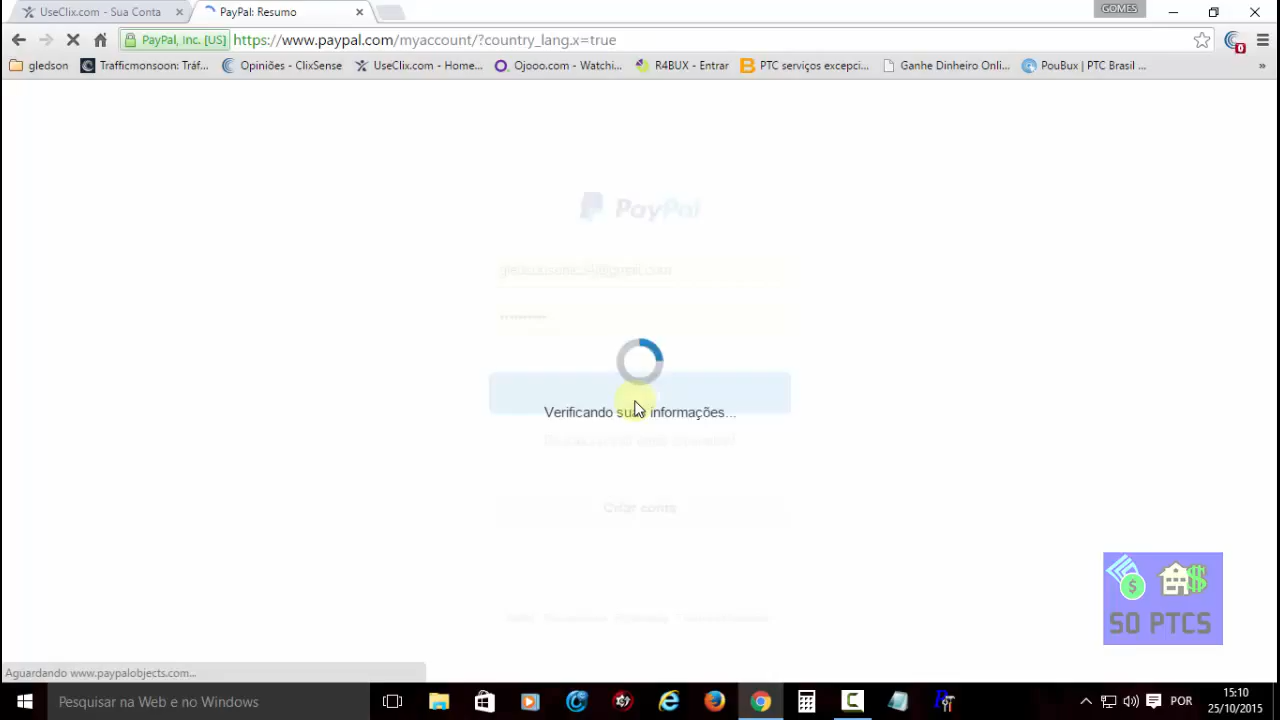 UseClix.com - Sua Conta
PayPal: Resumo
GOMES
PayPal, Inc. [US] https://www.paypal.com/myaccount/?country_lang.x=true
gledson
Trafficmonsoon: Tráf...
Opiniões - ClixSense
UseClix.com - Home...
Ojooo.com - Watchi...
R4BUX - Entrar
PTC serviços excepci...
Ganhe Dinheiro Onli...
PouBux | PTC Brasil ...
»
0
PayPal
Verificando suas informações...
Criar conta
$ $
SO PTCS
Aguardando www.paypalobjects.com...
Pesquisar na Web e no Windows
POR
15:10
25/10/2015